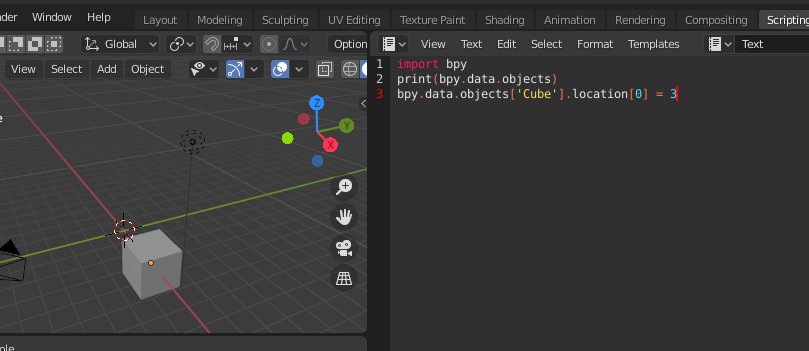 der Window Help Layout Modeling Sculpting UV Editing Texture Paint Shading Animation Rendering Compositing Scripting
Global Option View Text Edit Select Format Templates Text
View Select Add Object
1 import bpy
2 print(bpy.data.objects)
3 bpy.data.objects['Cube'].location[0] = 3
Z
Y
X
e
ole